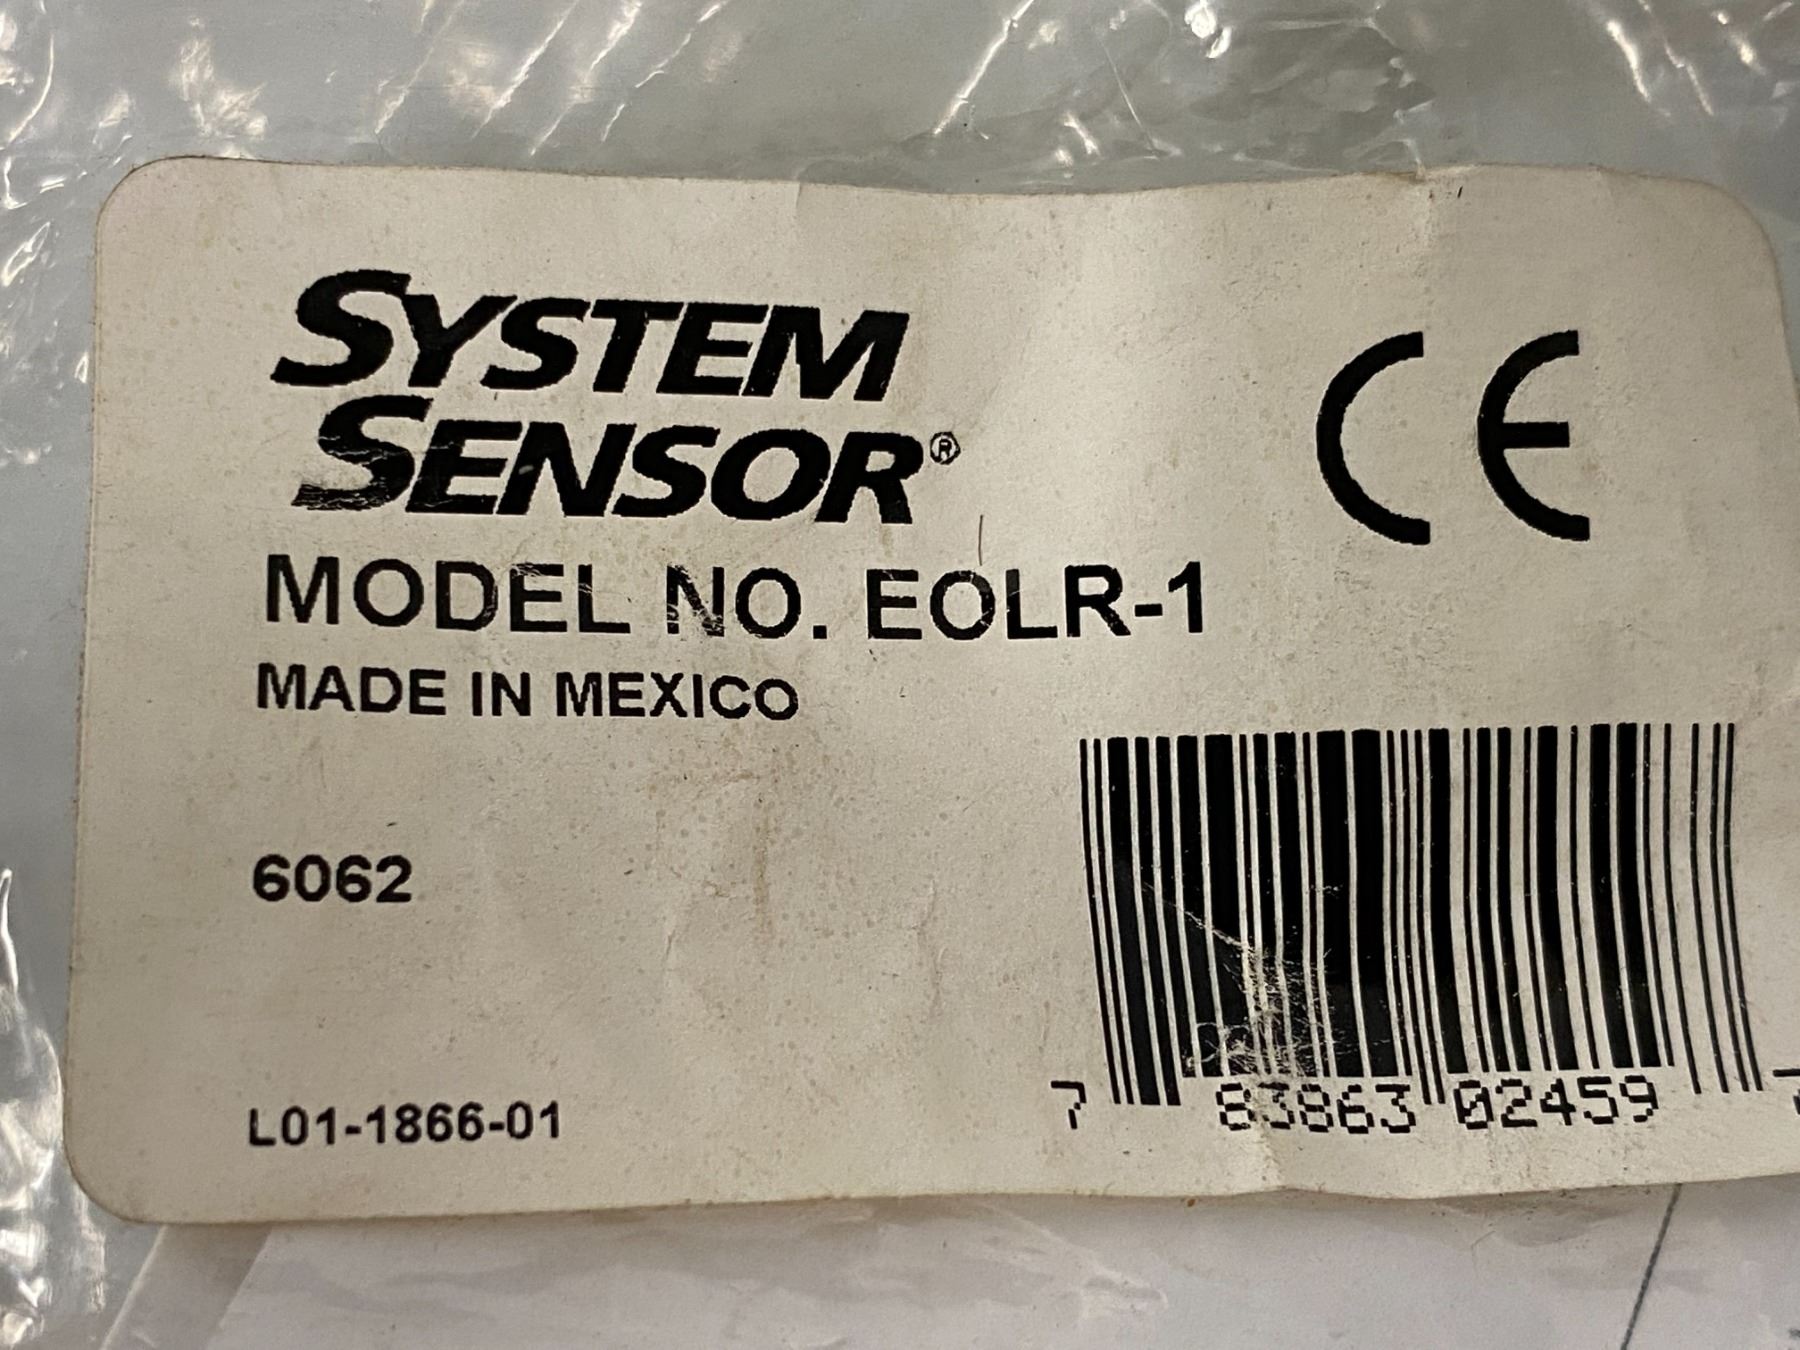 SYSTEM
SENSOR®
CE
MODEL NO. EOLR-1
MADE IN MEXICO
6062
L01-1866-01
7 83863 02459